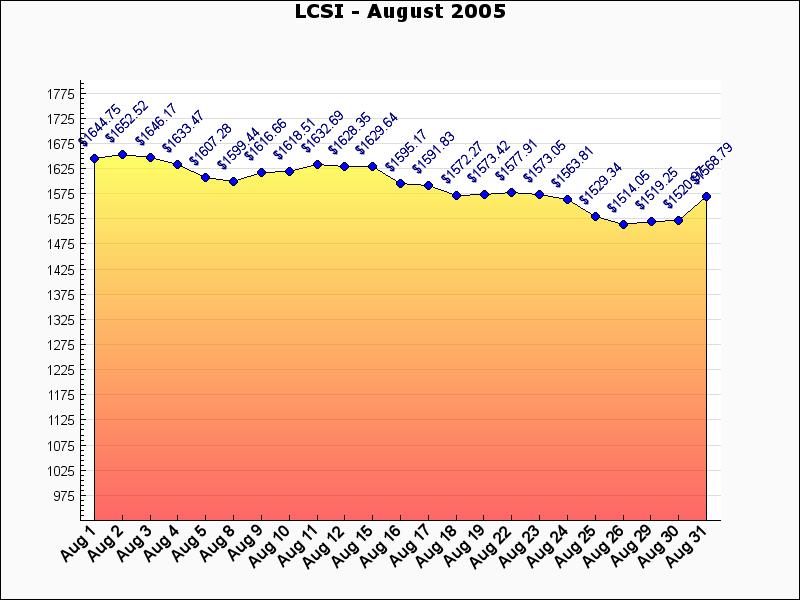 LCSI - August 2005
1775
1725
1675
1625
1575
1525
1475
1425
1375
1325
1275
1225
1175
1125
1075
1025
975
$1644.75
$1652.52
$1646.17
$1633.47
$1607.28
$1599.44
$1616.66
$1618.51
$1632.69
$1628.35
$1629.64
$1595.17
$1591.83
$1572.27
$1573.42
$1577.91
$1573.05
$1563.81
$1529.34
$1514.05
$1519.25
$1568.79
Aug 1
Aug 2
Aug 3
Aug 4
Aug 5
Aug 8
Aug 9
Aug 10
Aug 11
Aug 12
Aug 15
Aug 16
Aug 17
Aug 18
Aug 19
Aug 22
Aug 23
Aug 24
Aug 25
Aug 26
Aug 29
Aug 30
Aug 31